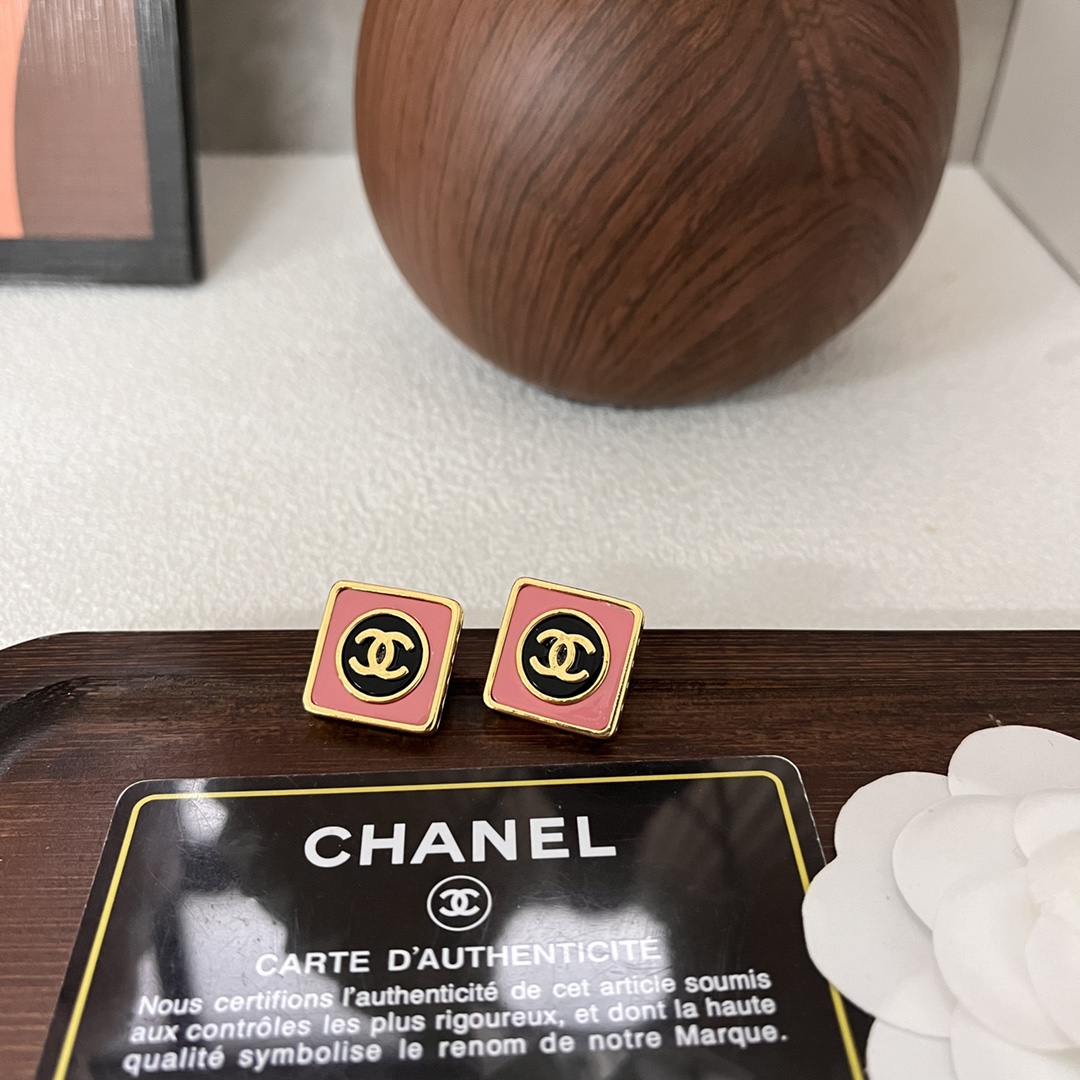 CHANEL
CARTE D'AUTHENTICITÉ
Nous certifions l'authenticité de cet article soumis
aux contrôles les plus rigoureux, et dont la haute
qualité symbolise le renom de notre Marque.